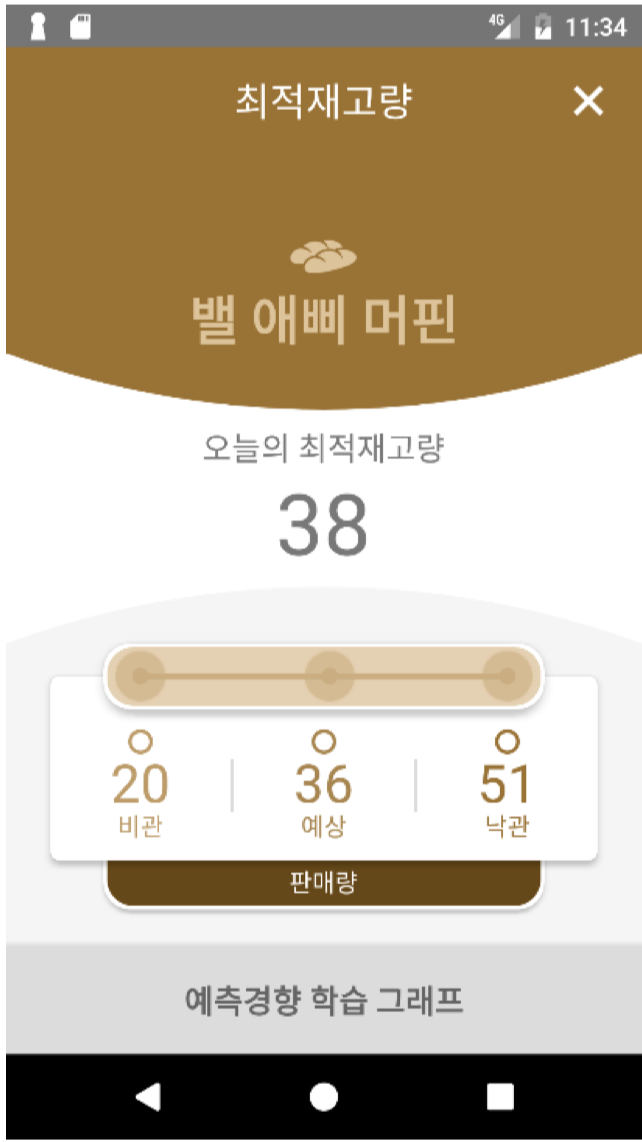 4G 11:34
최적재고량
밸 애삐 머핀
오늘의 최적재고량
38
20 36 51
비관 예상 낙관
판매량
예측경향 학습 그래프